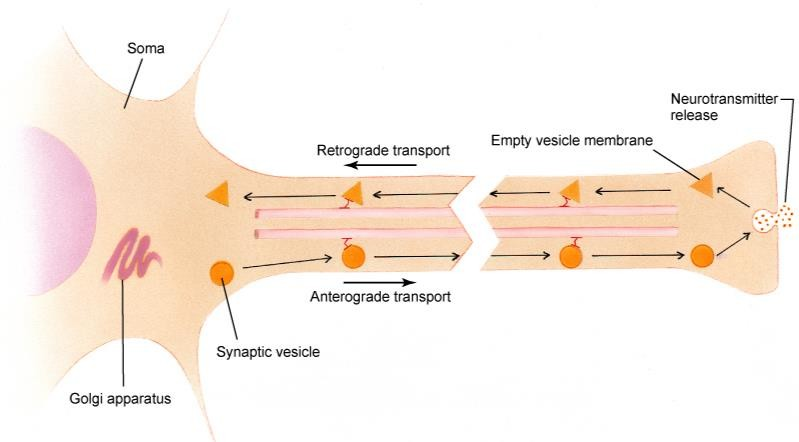 Soma
Neurotransmitter
release
Retrograde transport
Empty vesicle membrane
Anterograde transport
Synaptic vesicle
Golgi apparatus